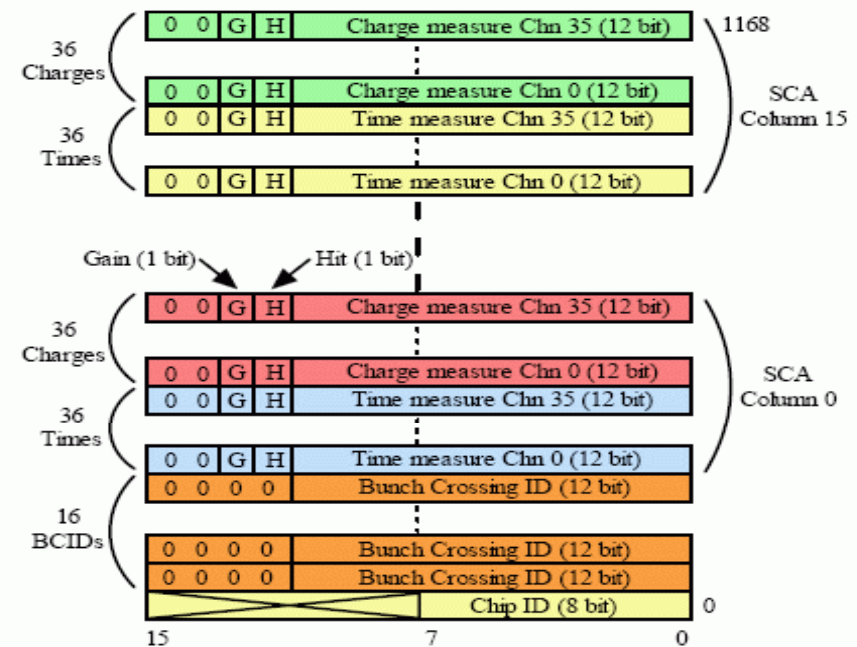 0 0 G H Charge measure Chn 35 (12 bit) 1168
36
Charges
0 0 G H Charge measure Chn 0 (12 bit)
SCA
Column 15
0 0 G H Time measure Chn 35 (12 bit)
36
Times
0 0 G H Time measure Chn 0 (12 bit)
Gain (1 bit) Hit (1 bit)
0 0 G H Charge measure Chn 35 (12 bit)
36
Charges
0 0 G H Charge measure Chn 0 (12 bit)
SCA
Column 0
0 0 G H Time measure Chn 35 (12 bit)
36
Times
0 0 G H Time measure Chn 0 (12 bit)
0 0 0 0 Bunch Crossing ID (12 bit)
16
BCIDs
0 0 0 0 Bunch Crossing ID (12 bit)
0 0 0 0 Bunch Crossing ID (12 bit)
Chip ID (8 bit) 0
15 7 0